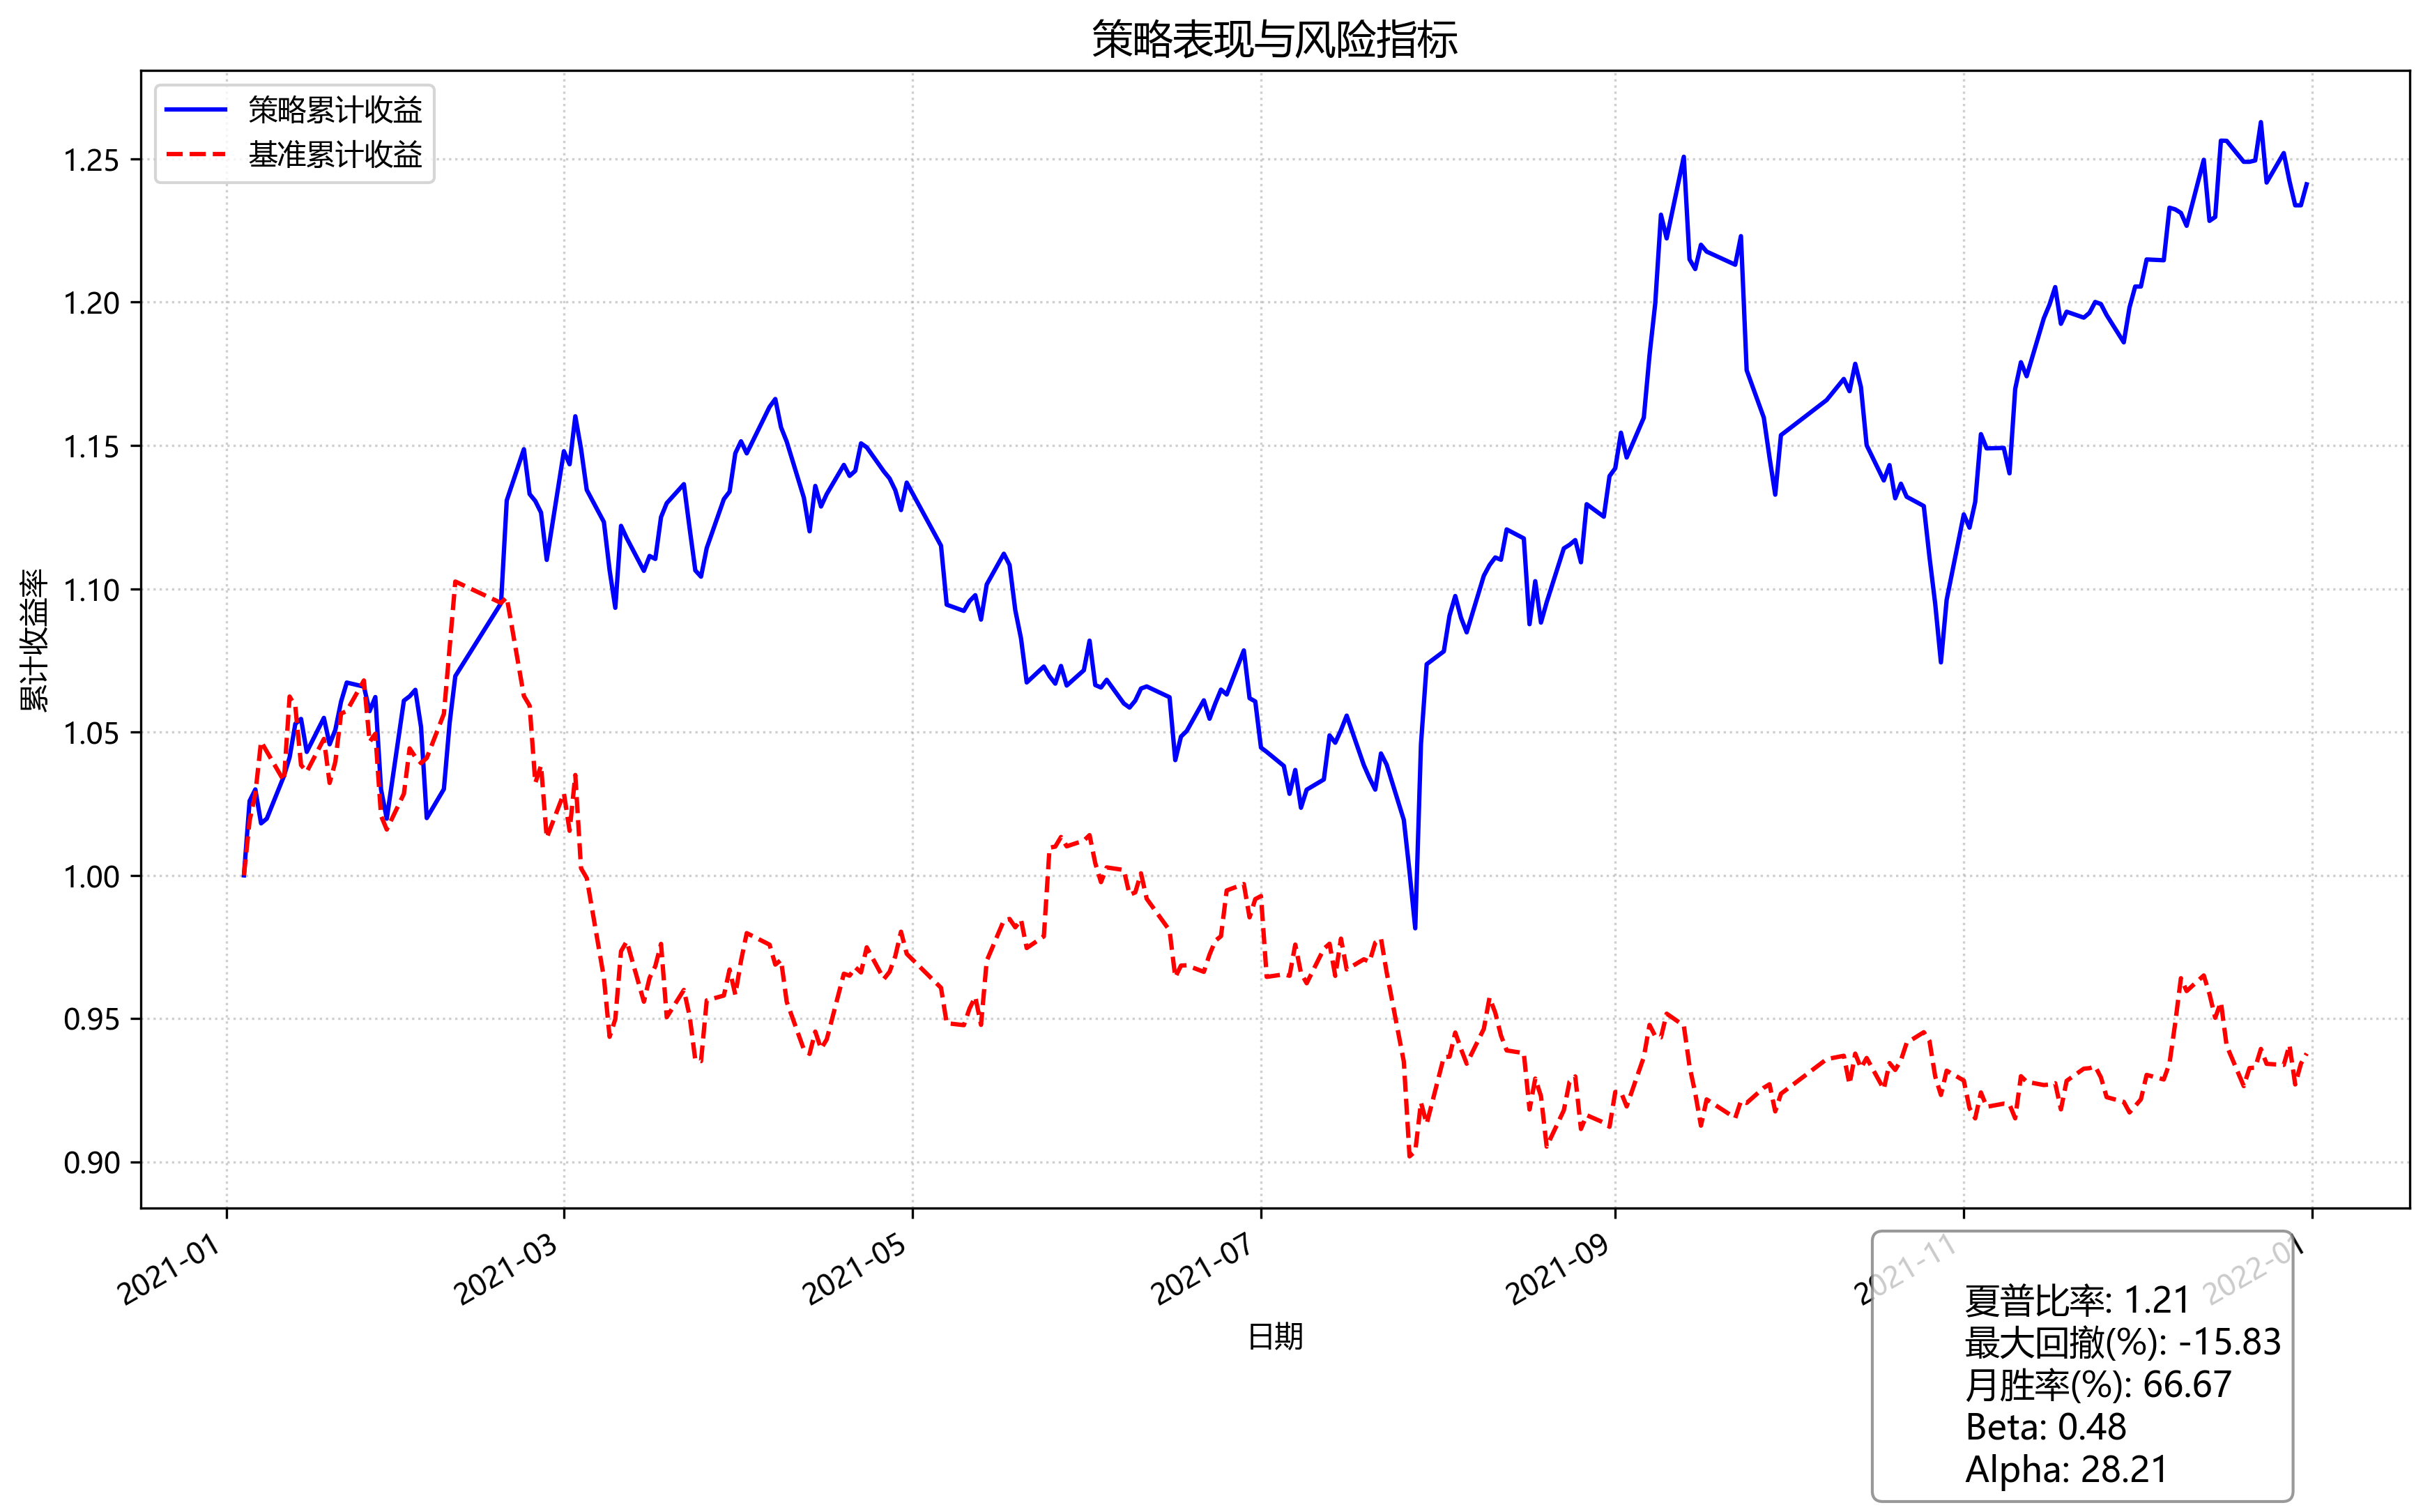 策略表现与风险指标
策略累计收益
基准累计收益
1.25
1.20
1.15
1.10
1.05
1.00
0.95
0.90
累计收益率
2021-01
2021-03
2021-05
2021-07
2021-09
2021-11
2022-01
日期
夏普比率: 1.21
最大回撤(%): -15.83
月胜率(%): 66.67
Beta: 0.48
Alpha: 28.21